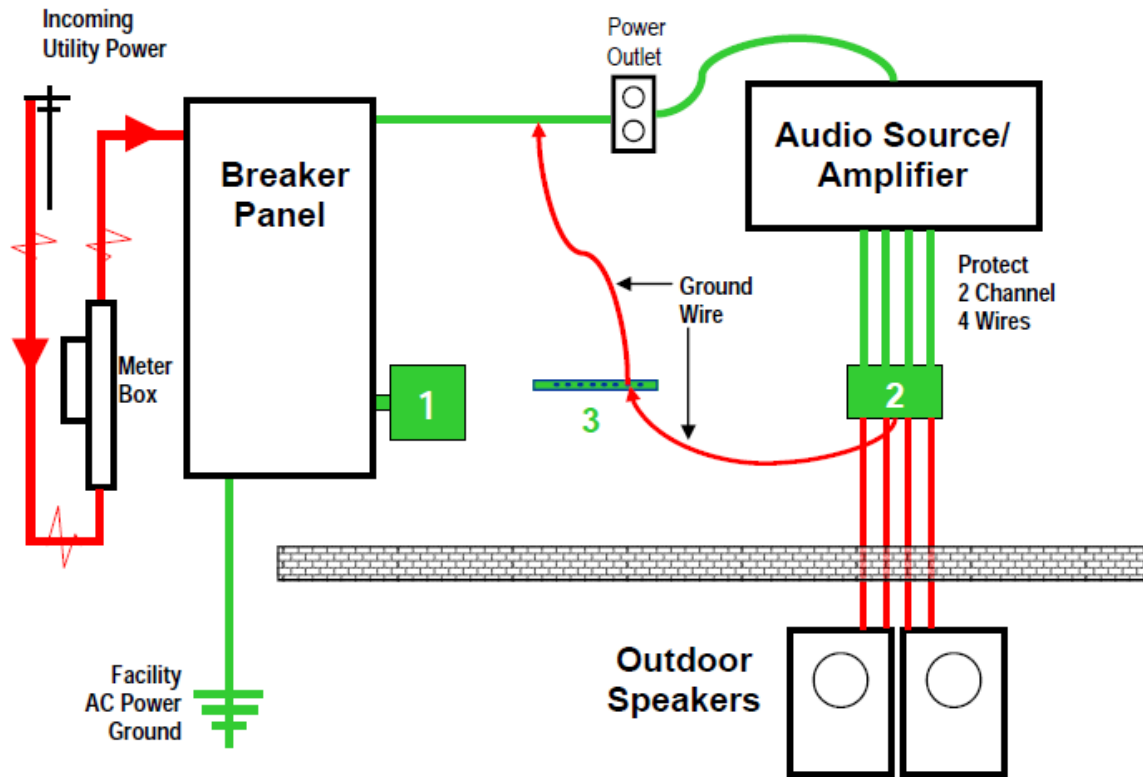 Incoming
Utility Power
Power
Outlet
Audio Source/
Amplifier
Breaker
Panel
Protect
2 Channel
4 Wires
Ground
Wire
Meter
Box
1
2
3
Outdoor
Speakers
Facility
AC Power
Ground